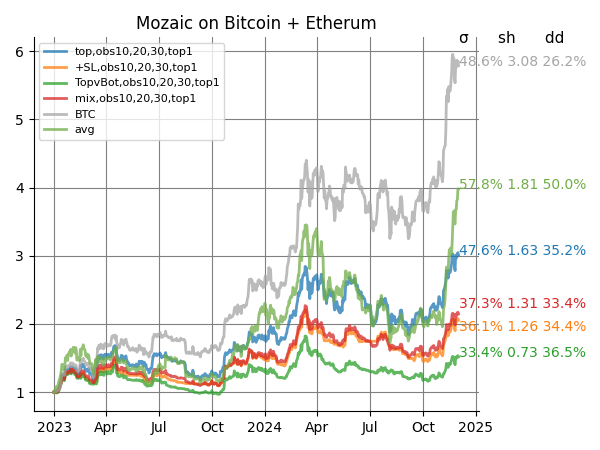 Mozaic on Bitcoin + Etherum
σ sh dd
top,obs10,20,30,top1
+SL,obs10,20,30,top1
TopvBot,obs10,20,30,top1
mix,obs10,20,30,top1
BTC
avg
48.6% 3.08 26.2%
57.8% 1.81 50.0%
47.6% 1.63 35.2%
37.3% 1.31 33.4%
36.1% 1.26 34.4%
33.4% 0.73 36.5%
6
5
4
3
2
1
2023 Apr Jul Oct 2024 Apr Jul Oct 2025